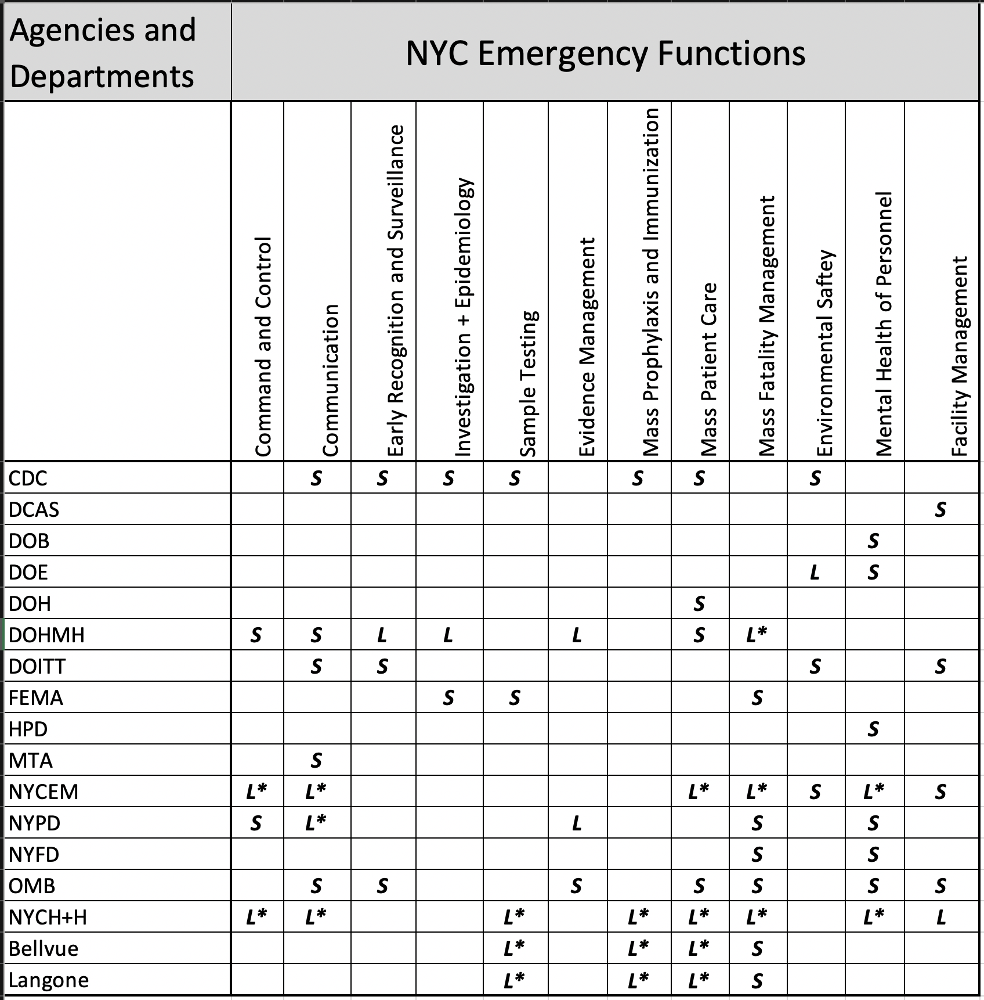 Agencies and
Departments
NYC Emergency Functions
Command and Control
Communication
Early Recognition and Surveillance
Investigation + Epidemiology
Sample Testing
Evidence Management
Mass Prophylaxis and Immunization
Mass Patient Care
Mass Fatality Management
Environmental Saftey
Mental Health of Personnel
Facility Management
CDC S S S S S S S
DCAS S
DOB S
DOE L S
DOH S
DOHMH S S L L L S L*
DOITT S S S S
FEMA S S S
HPD S
MTA S
NYCEM L* L* L* L* S L* S
NYPD S L* L S S
NYFD S S
OMB S S S S S S S
NYCH+H L* L* L* L* L* L* L* L
Bellvue L* L* L* S
Langone L* L* L* S